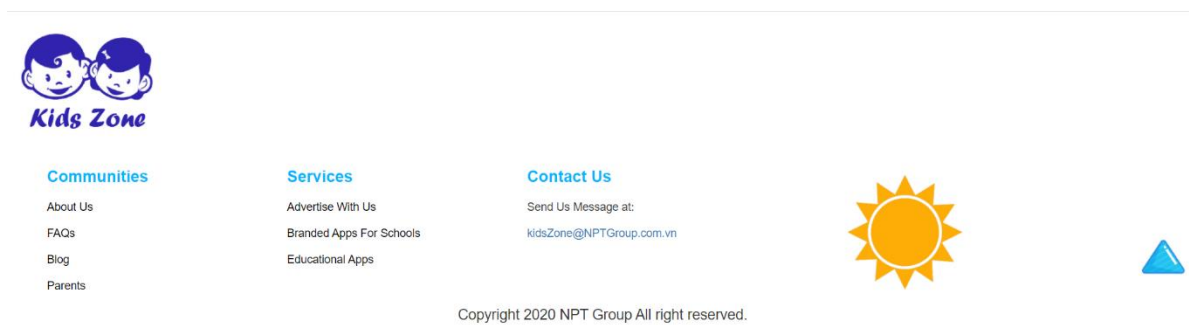 Kids Zone
Communities
About Us
FAQs
Blog
Parents
Services
Advertise With Us
Branded Apps For Schools
Educational Apps
Contact Us
Send Us Message at:
kidsZone@NPTGroup.com.vn
Copyright 2020 NPT Group All right reserved.